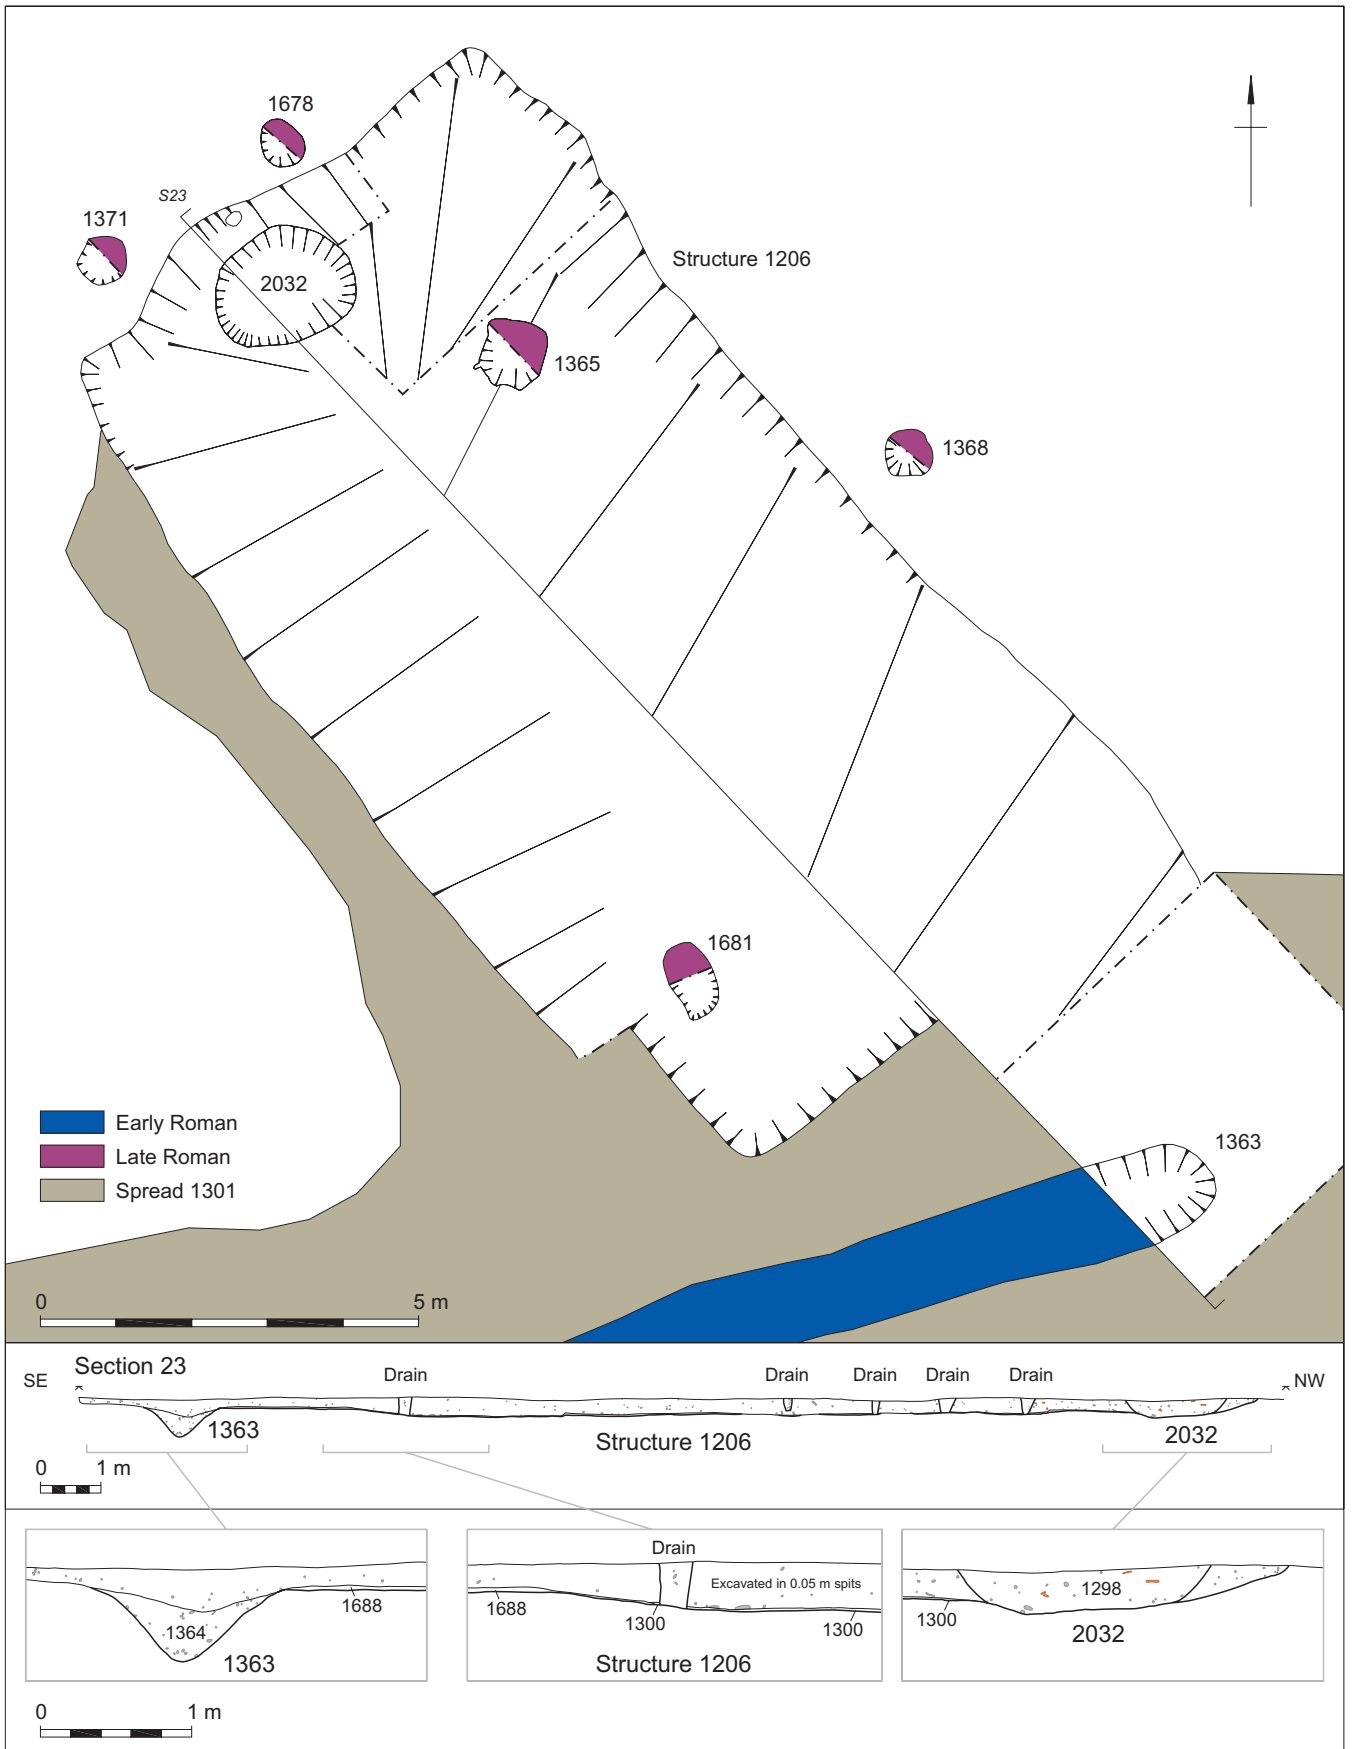 1678
S23
1371
2032
Structure 1206
1365
1368
1681
1363
Early Roman
Late Roman
Spread 1301
0 5 m
Section 23
SE Drain Drain Drain Drain Drain NW
1363 Structure 1206 2032
0 1 m
Drain
1688
1364
1363
Excavated in 0.05 m spits
1688
1300
1300
Structure 1206
1298
1300
2032
0 1 m